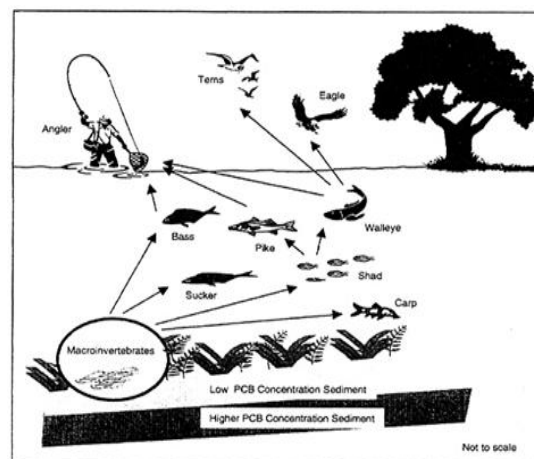 Terns
Eagle
Angler
Bass
Pike
Walleye
Sucker
Shad
Carp
Macroinvertebrates
Low PCB Concentration Sediment
Higher PCB Concentration Sediment
Not to scale